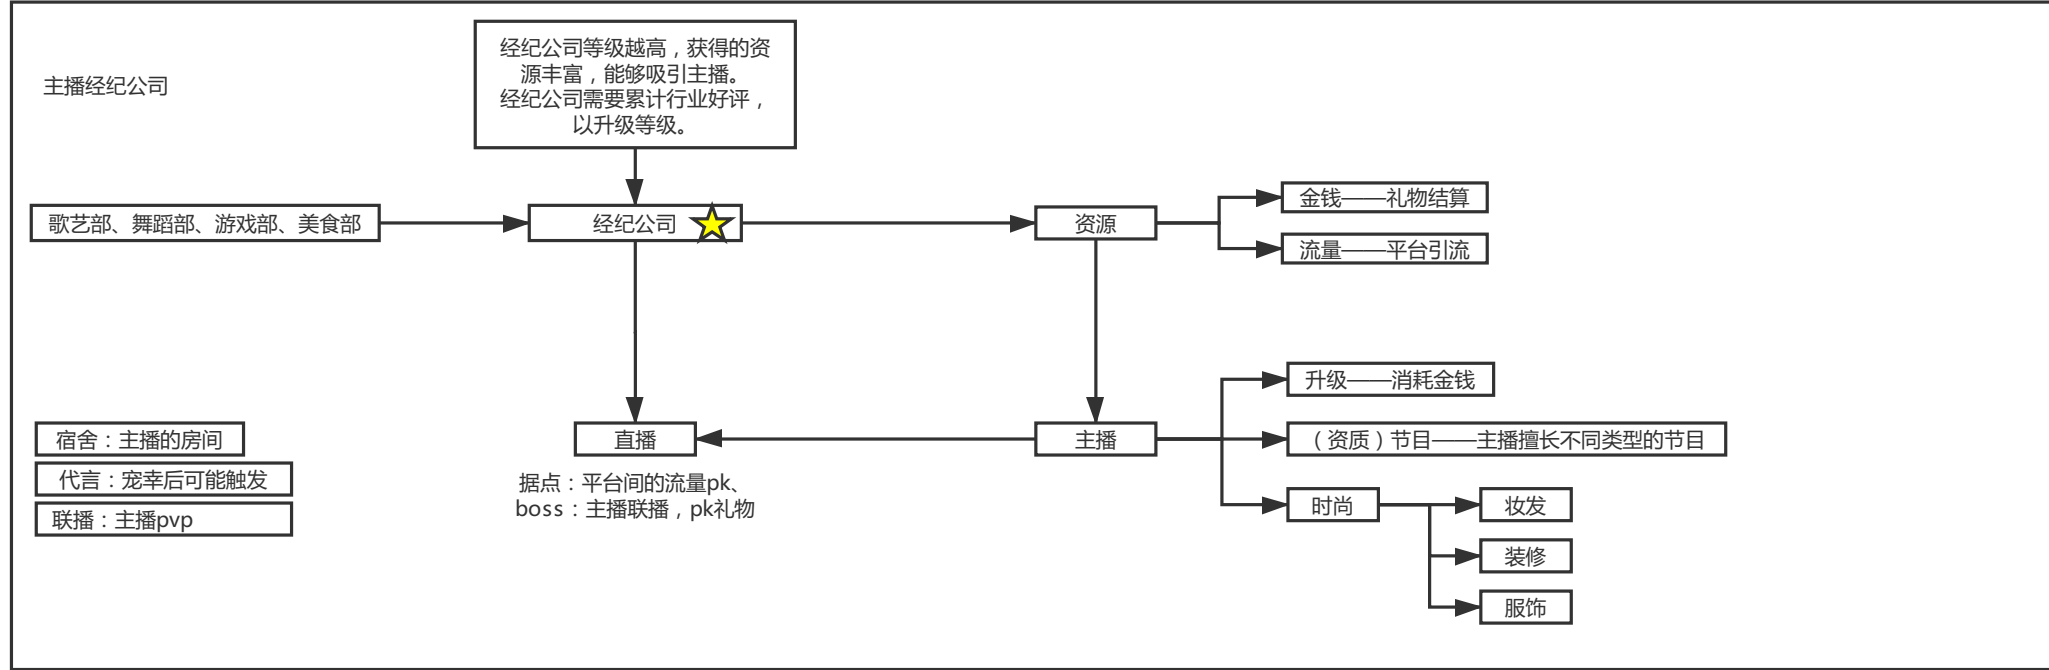 主播经纪公司
经纪公司等级越高，获得的资
源丰富，能够吸引主播。
经纪公司需要累计行业好评，
以升级等级。
歌艺部、舞蹈部、游戏部、美食部
经纪公司
资源
金钱——礼物结算
流量——平台引流
升级——消耗金钱
宿舍：主播的房间
直播
主播
（资质）节目——主播擅长不同类型的节目
代言：宠幸后可能触发
据点：平台间的流量pk、
boss：主播联播，pk礼物
时尚
妆发
联播：主播pvp
装修
服饰